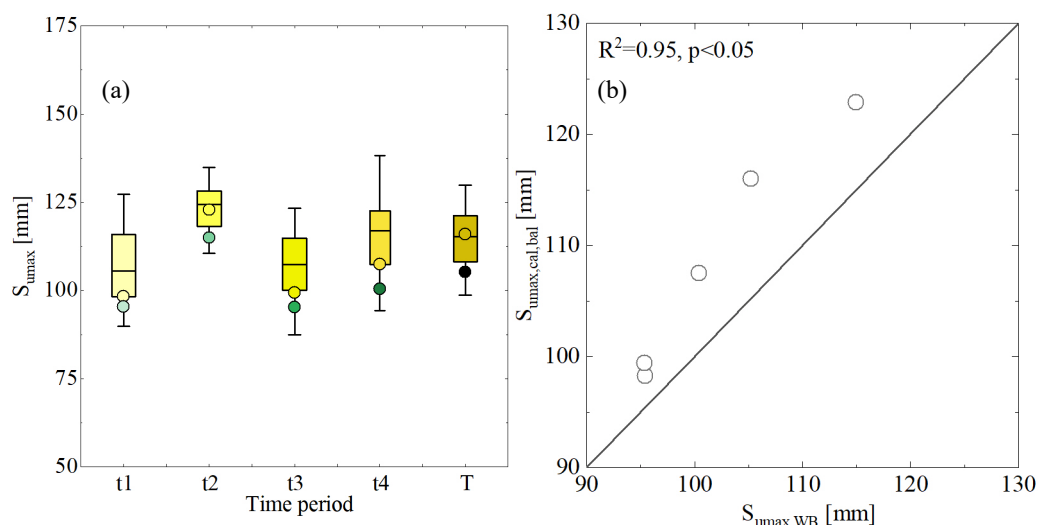 175
150
125
100
75
50
S_umax [mm]
(a)
t1 t2 t3 t4 T
Time period
130
120
110
100
90
S_umax,cal,bal [mm]
R²=0.95, p<0.05
(b)
90 100 110 120 130
S_umax,WB [mm]